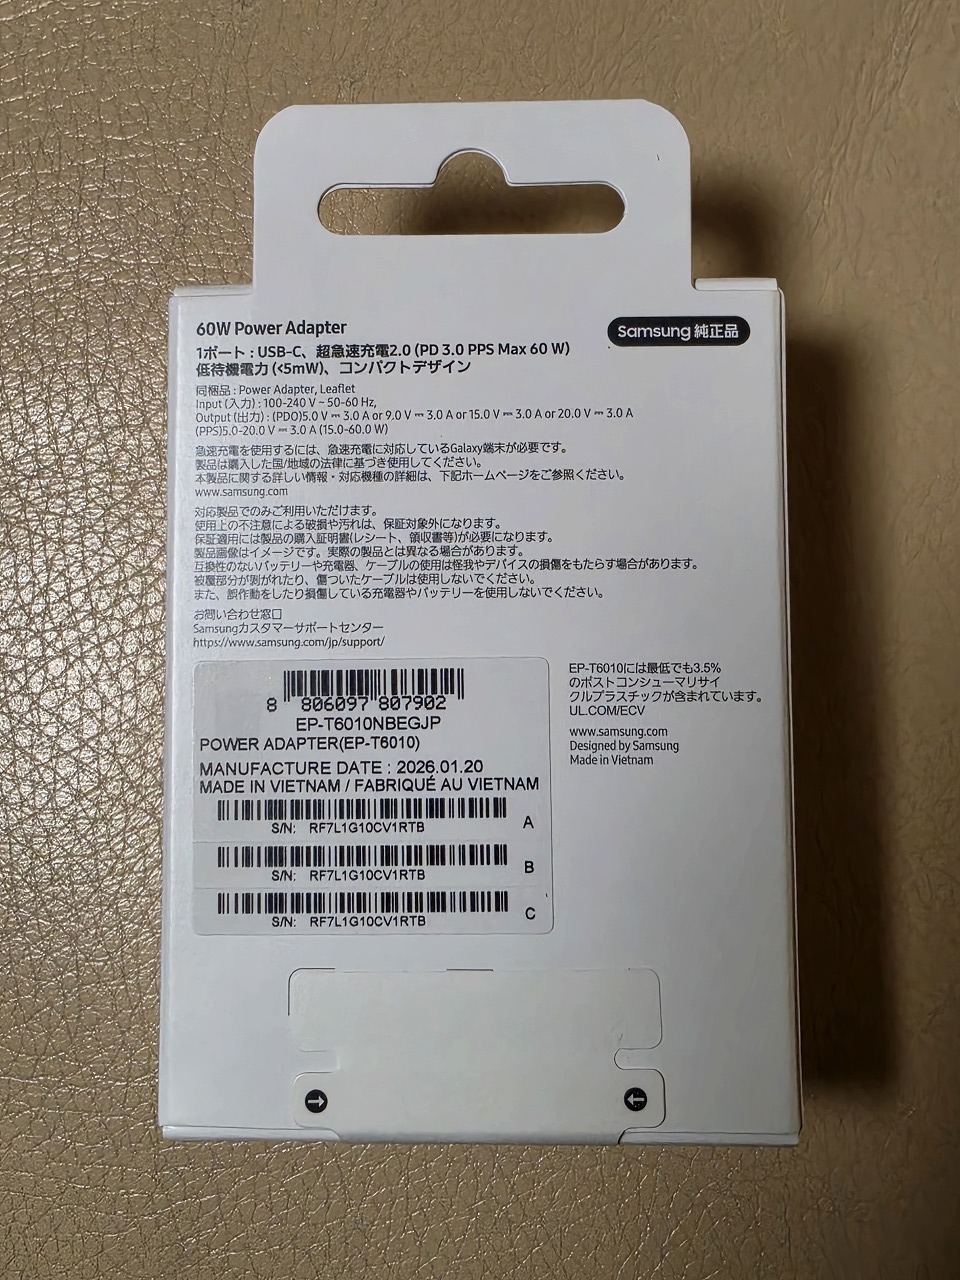 60W Power Adapter
Samsung 純正品
1ポート : USB-C、超急速充電2.0 (PD 3.0 PPS Max 60 W)
低待機電力 (<5mW)、コンパクトデザイン
同梱品 : Power Adapter, Leaflet
Input (入力) : 100-240 V ~ 50-60 Hz,
Output (出力) : (PDO)5.0 V ⎓ 3.0 A or 9.0 V ⎓ 3.0 A or 15.0 V ⎓ 3.0 A or 20.0 V ⎓ 3.0 A
(PPS)5.0-20.0 V ⎓ 3.0 A (15.0-60.0 W)
急速充電を使用するには、急速充電に対応しているGalaxy端末が必要です。
製品は購入した国/地域の法律に基づき使用してください。
本製品に関する詳しい情報・対応機種の詳細は、下記ホームページをご参照ください。
www.samsung.com
対応製品でのみご利用いただけます。
使用上の不注意による破損や汚れは、保証対象外になります。
保証適用には製品の購入証明書(レシート、領収書等)が必要になります。
製品画像はイメージです。実際の製品とは異なる場合があります。
互換性のないバッテリーや充電器、ケーブルの使用は怪我やデバイスの損傷をもたらす場合があります。
被覆部分が剥がれたり、傷ついたケーブルは使用しないでください。
また、誤作動をしたり損傷している充電器やバッテリーを使用しないでください。
お問い合わせ窓口
Samsungカスタマーサポートセンター
https://www.samsung.com/jp/support/
8 806097 807902
EP-T6010NBEGJP
POWER ADAPTER(EP-T6010)
MANUFACTURE DATE : 2026.01.20
MADE IN VIETNAM / FABRIQUÉ AU VIETNAM
S/N: RF7L1G10CV1RTB A
S/N: RF7L1G10CV1RTB B
S/N: RF7L1G10CV1RTB C
EP-T6010には最低でも3.5%
のポストコンシューマリサイ
クルプラスチックが含まれています。
UL.COM/ECV
www.samsung.com
Designed by Samsung
Made in Vietnam